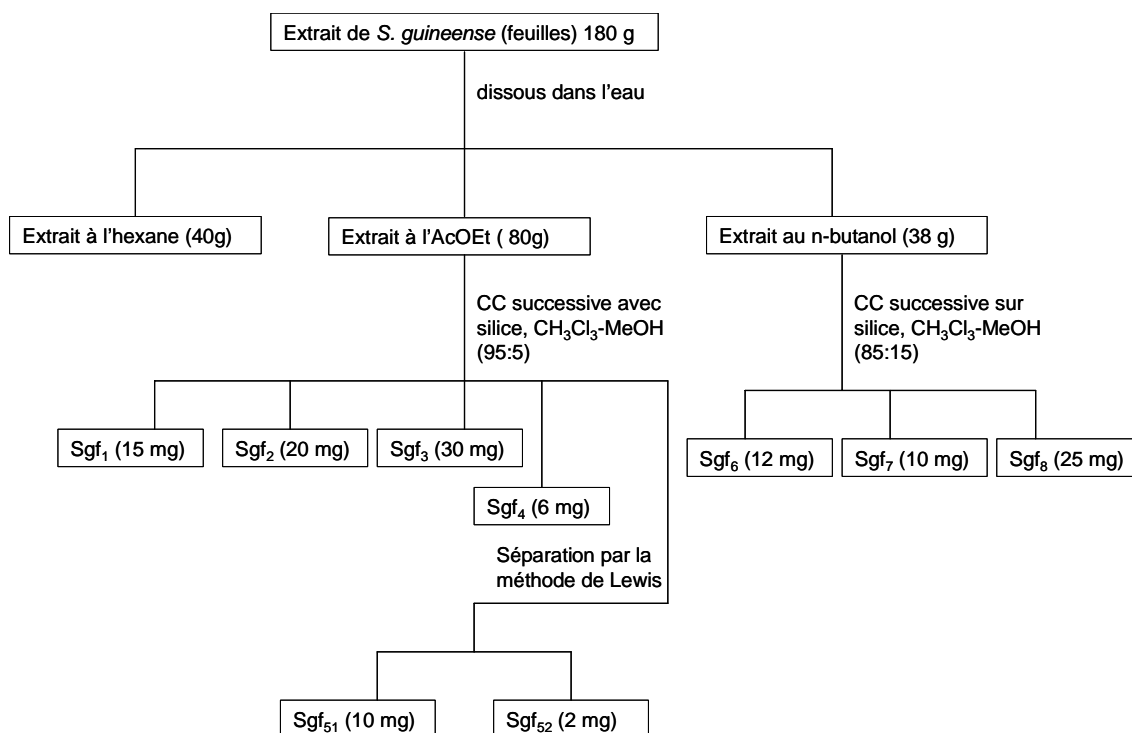 Extrait de S. guineense (feuilles) 180 g
dissous dans l'eau
Extrait à l'hexane (40g)
Extrait à l'AcOEt ( 80g)
Extrait au n-butanol (38 g)
CC successive avec
silice, CH₃Cl₃-MeOH
(95:5)
CC successive sur
silice, CH₃Cl₃-MeOH
(85:15)
Sgf₁ (15 mg)
Sgf₂ (20 mg)
Sgf₃ (30 mg)
Sgf₆ (12 mg)
Sgf₇ (10 mg)
Sgf₈ (25 mg)
Sgf₄ (6 mg)
Séparation par la
méthode de Lewis
Sgf₅₁ (10 mg)
Sgf₅₂ (2 mg)